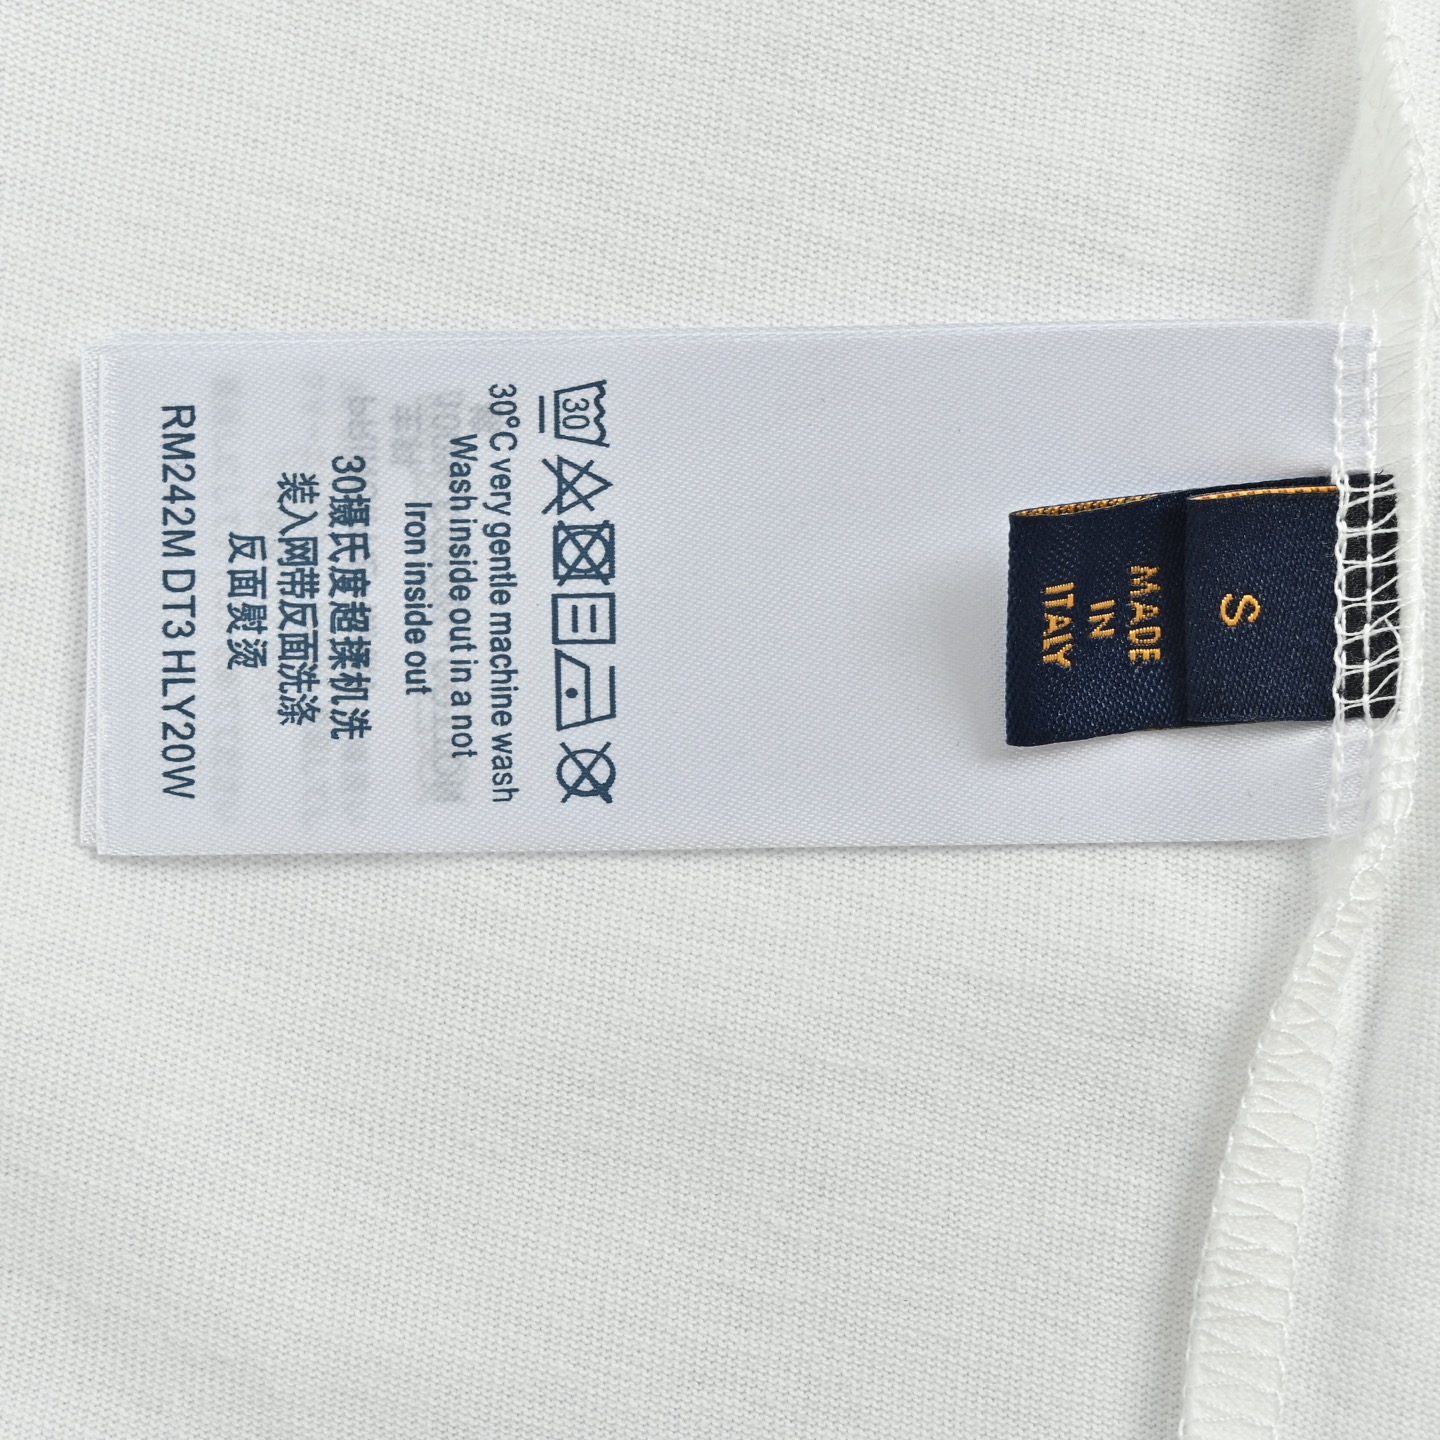 S
MADE
IN
ITALY
30
30°C very gentle machine wash
Wash inside out in a not
Iron inside out
30摄氏度超揉机洗
装入网带反面洗涤
反面熨烫
RM242M DT3 HLY20W